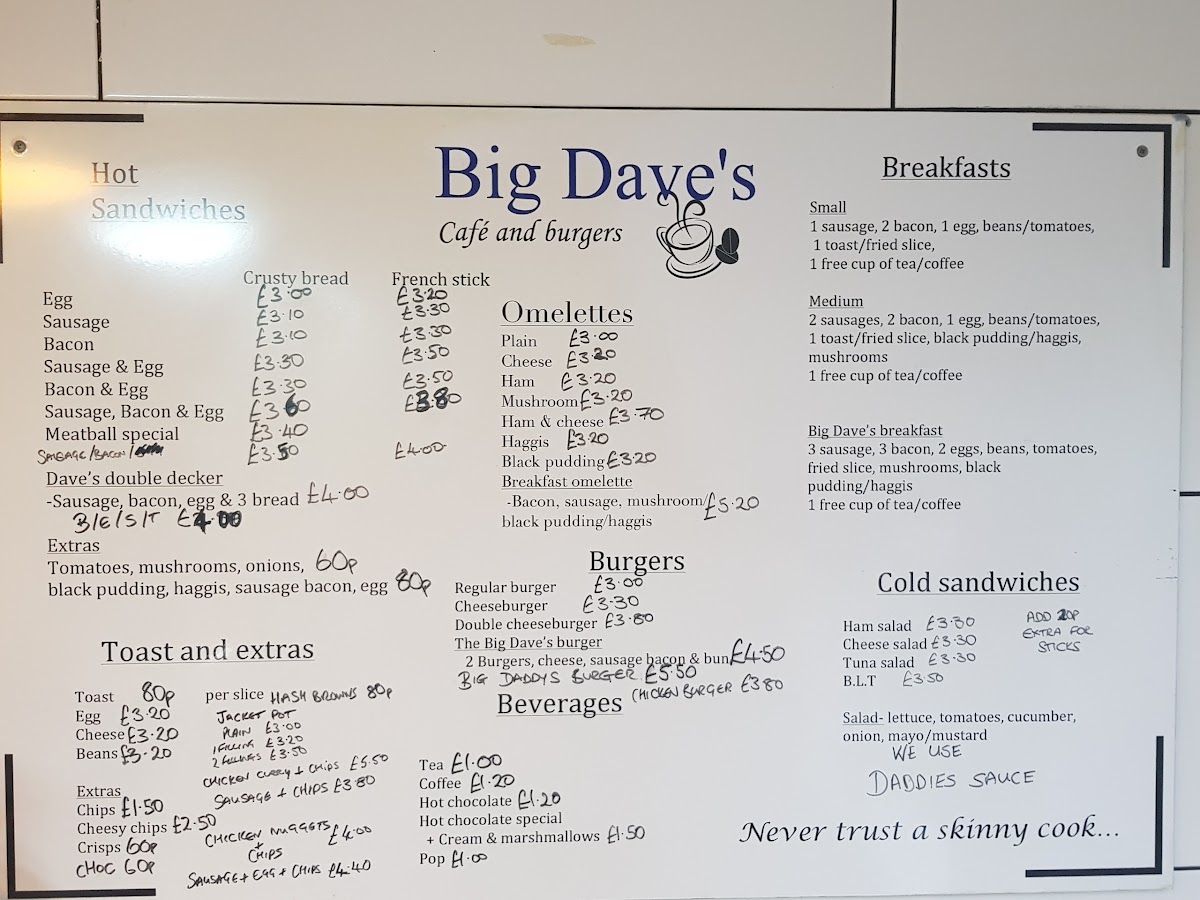 Big Dave's
Café and burgers
Hot
Sandwiches
Crusty bread French stick
Egg £3.00 £3.20
Sausage £3.10 £3.30
Bacon £3.10 £3.30
Sausage & Egg £3.30 £3.50
Bacon & Egg £3.30 £3.50
Sausage, Bacon & Egg £3.60 £3.80
Meatball special £3.40
SAUSAGE/BACON/ £3.50 £4.00
Dave's double decker
-Sausage, bacon, egg & 3 bread £4.00
B/E/S/T £4.00
Extras
Tomatoes, mushrooms, onions, 60p
black pudding, haggis, sausage bacon, egg 80p
Toast and extras
Toast 80p per slice
Egg £3.20
Cheese £3.20
Beans £3.20
Extras
Chips £1.50
Cheesy chips £2.50
Crisps 60p
CHOC 60p
HASH BROWNS 80p
JACKET POT
PLAIN £3.00
1 FILLING £3.20
2 FILLINGS £3.50
CHICKEN CURRY + CHIPS £5.50
SAUSAGE + CHIPS £3.80
CHICKEN NUGGETS £4.00
+
CHIPS
SAUSAGE + EGG + CHIPS £4.40
Omelettes
Plain £3.00
Cheese £3.20
Ham £3.20
Mushroom £3.20
Ham & cheese £3.70
Haggis £3.20
Black pudding £3.20
Breakfast omelette
-Bacon, sausage, mushroom/ £5.20
black pudding/haggis
Burgers
Regular burger £3.00
Cheeseburger £3.30
Double cheeseburger £3.80
The Big Dave's burger
2 Burgers, cheese, sausage bacon & bun £4.50
BIG DADDYS BURGER £5.50
CHICKEN BURGER £3.80
Beverages
Tea £1.00
Coffee £1.20
Hot chocolate £1.20
Hot chocolate special
+ Cream & marshmallows £1.50
Pop £1.00
Breakfasts
Small
1 sausage, 2 bacon, 1 egg, beans/tomatoes,
1 toast/fried slice,
1 free cup of tea/coffee
Medium
2 sausages, 2 bacon, 1 egg, beans/tomatoes,
1 toast/fried slice, black pudding/haggis,
mushrooms
1 free cup of tea/coffee
Big Dave's breakfast
3 sausage, 3 bacon, 2 eggs, beans, tomatoes,
fried slice, mushrooms, black
pudding/haggis
1 free cup of tea/coffee
Cold sandwiches
Ham salad £3.30
Cheese salad £3.30
Tuna salad £3.30
B.L.T £3.50
ADD 20p
EXTRA FOR
STICKS
Salad- lettuce, tomatoes, cucumber,
onion, mayo/mustard
WE USE
DADDIES SAUCE
Never trust a skinny cook...